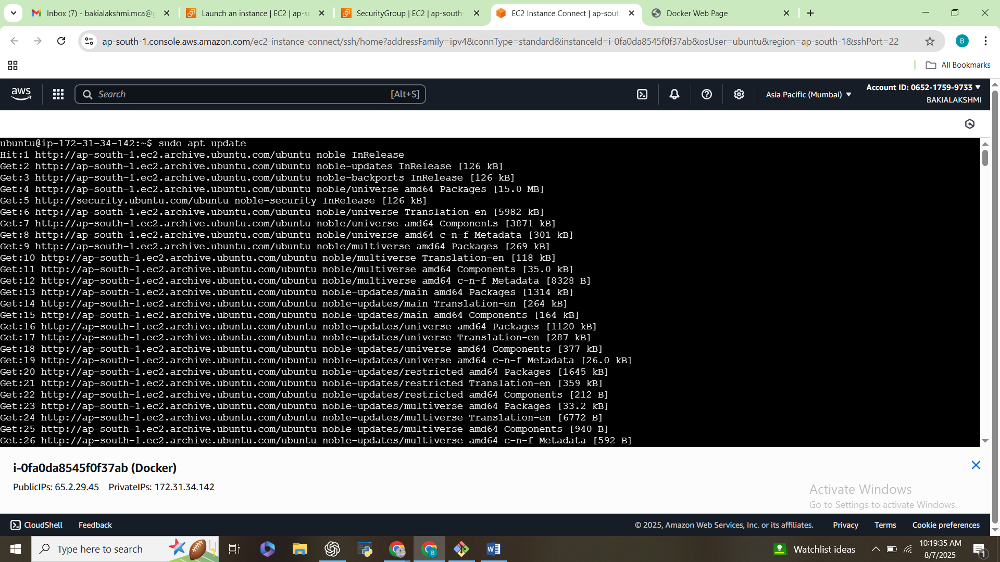 Inbox (7) - bakialakshmi.mca@g
Launch an instance | EC2 | ap-so
SecurityGroup | EC2 | ap-south-
EC2 Instance Connect | ap-sout
Docker Web Page
ap-south-1.console.aws.amazon.com/ec2-instance-connect/ssh/home?addressFamily=ipv4&connType=standard&instanceId=i-0fa0da8545f0f37ab&osUser=ubuntu&region=ap-south-1&sshPort=22
B
All Bookmarks
aws
Search
[Alt+S]
Asia Pacific (Mumbai)
Account ID: 0652-1759-9733
BAKIALAKSHMI
ubuntu@ip-172-31-34-142:~$ sudo apt update
Hit:1 http://ap-south-1.ec2.archive.ubuntu.com/ubuntu noble InRelease
Get:2 http://ap-south-1.ec2.archive.ubuntu.com/ubuntu noble-updates InRelease [126 kB]
Get:3 http://ap-south-1.ec2.archive.ubuntu.com/ubuntu noble-backports InRelease [126 kB]
Get:4 http://ap-south-1.ec2.archive.ubuntu.com/ubuntu noble/universe amd64 Packages [15.0 MB]
Get:5 http://security.ubuntu.com/ubuntu noble-security InRelease [126 kB]
Get:6 http://ap-south-1.ec2.archive.ubuntu.com/ubuntu noble/universe Translation-en [5982 kB]
Get:7 http://ap-south-1.ec2.archive.ubuntu.com/ubuntu noble/universe amd64 Components [3871 kB]
Get:8 http://ap-south-1.ec2.archive.ubuntu.com/ubuntu noble/universe amd64 c-n-f Metadata [301 kB]
Get:9 http://ap-south-1.ec2.archive.ubuntu.com/ubuntu noble/multiverse amd64 Packages [269 kB]
Get:10 http://ap-south-1.ec2.archive.ubuntu.com/ubuntu noble/multiverse Translation-en [118 kB]
Get:11 http://ap-south-1.ec2.archive.ubuntu.com/ubuntu noble/multiverse amd64 Components [35.0 kB]
Get:12 http://ap-south-1.ec2.archive.ubuntu.com/ubuntu noble/multiverse amd64 c-n-f Metadata [8328 B]
Get:13 http://ap-south-1.ec2.archive.ubuntu.com/ubuntu noble-updates/main amd64 Packages [1314 kB]
Get:14 http://ap-south-1.ec2.archive.ubuntu.com/ubuntu noble-updates/main Translation-en [264 kB]
Get:15 http://ap-south-1.ec2.archive.ubuntu.com/ubuntu noble-updates/main amd64 Components [164 kB]
Get:16 http://ap-south-1.ec2.archive.ubuntu.com/ubuntu noble-updates/universe amd64 Packages [1120 kB]
Get:17 http://ap-south-1.ec2.archive.ubuntu.com/ubuntu noble-updates/universe Translation-en [287 kB]
Get:18 http://ap-south-1.ec2.archive.ubuntu.com/ubuntu noble-updates/universe amd64 Components [377 kB]
Get:19 http://ap-south-1.ec2.archive.ubuntu.com/ubuntu noble-updates/universe amd64 c-n-f Metadata [26.0 kB]
Get:20 http://ap-south-1.ec2.archive.ubuntu.com/ubuntu noble-updates/restricted amd64 Packages [1645 kB]
Get:21 http://ap-south-1.ec2.archive.ubuntu.com/ubuntu noble-updates/restricted Translation-en [359 kB]
Get:22 http://ap-south-1.ec2.archive.ubuntu.com/ubuntu noble-updates/restricted amd64 Components [212 B]
Get:23 http://ap-south-1.ec2.archive.ubuntu.com/ubuntu noble-updates/multiverse amd64 Packages [33.2 kB]
Get:24 http://ap-south-1.ec2.archive.ubuntu.com/ubuntu noble-updates/multiverse Translation-en [6772 B]
Get:25 http://ap-south-1.ec2.archive.ubuntu.com/ubuntu noble-updates/multiverse amd64 Components [940 B]
Get:26 http://ap-south-1.ec2.archive.ubuntu.com/ubuntu noble-updates/multiverse amd64 c-n-f Metadata [592 B]
i-0fa0da8545f0f37ab (Docker)
PublicIPs: 65.2.29.45 PrivateIPs: 172.31.34.142
Activate Windows
Go to Settings to activate Windows.
CloudShell
Feedback
© 2025, Amazon Web Services, Inc. or its affiliates.
Privacy
Terms
Cookie preferences
Type here to search
Watchlist ideas
10:19:35 AM
8/7/2025
1